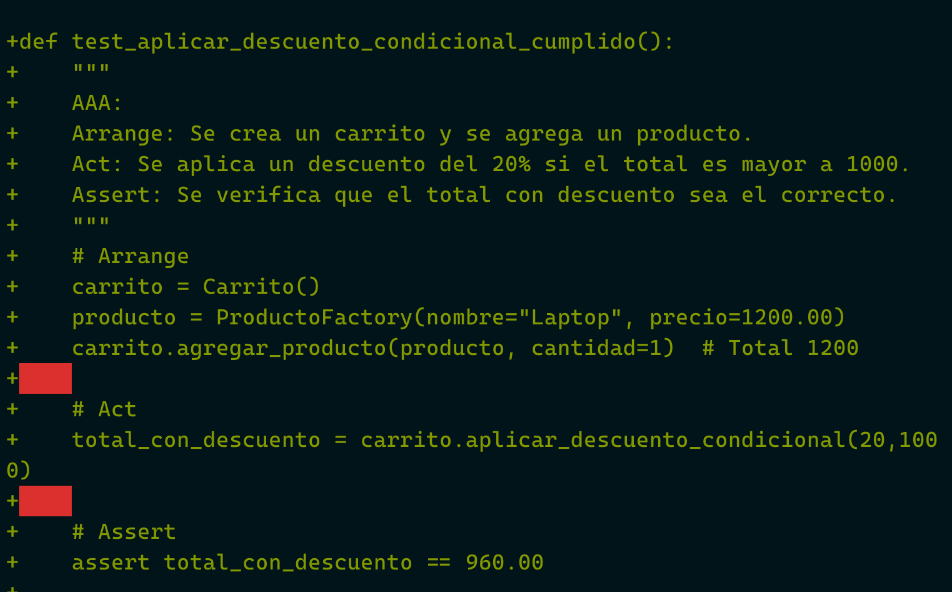 +def test_aplicar_descuento_condicional_cumplido():
+    """
+    AAA:
+    Arrange: Se crea un carrito y se agrega un producto.
+    Act: Se aplica un descuento del 20% si el total es mayor a 1000.
+    Assert: Se verifica que el total con descuento sea el correcto.
+    """
+    # Arrange
+    carrito = Carrito()
+    producto = ProductoFactory(nombre="Laptop", precio=1200.00)
+    carrito.agregar_producto(producto, cantidad=1)  # Total 1200
+
+    # Act
+    total_con_descuento = carrito.aplicar_descuento_condicional(20,100
0)
+
+    # Assert
+    assert total_con_descuento == 960.00
+